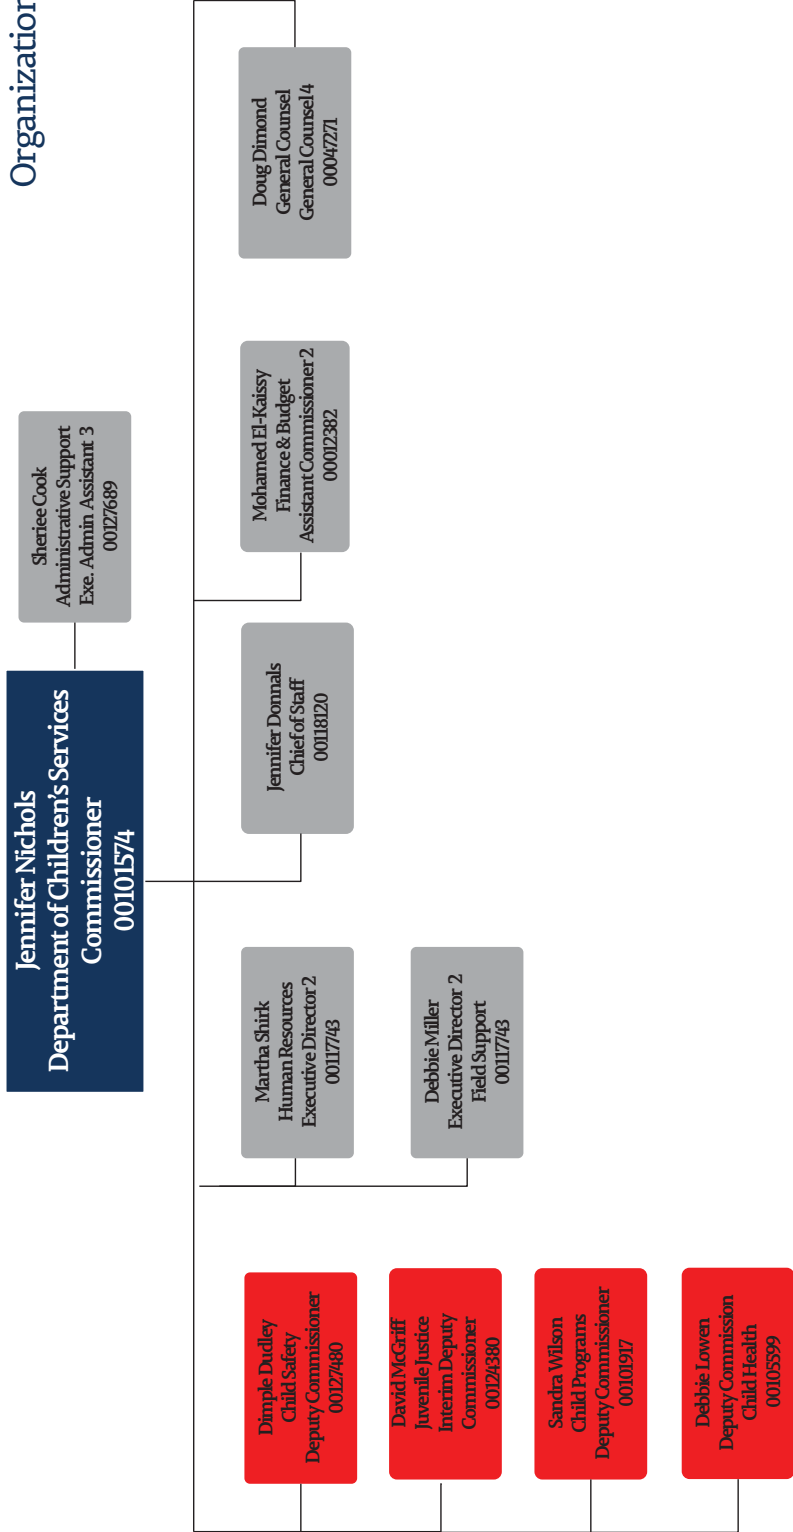 Organization
Jennifer Nichols
Department of Children's Services
Commissioner
00101574
Sheriee Cook
Administrative Support
Exe. Admin Assistant 3
00127689
Dimple Dudley
Child Safety
Deputy Commissioner
00127480
David McGriff
Juvenile Justice
Interim Deputy
Commissioner
00124380
Sandra Wilson
Child Programs
Deputy Commissioner
00101917
Debbie Lowen
Deputy Commission
Child Health
00105599
Martha Shirk
Human Resources
Executive Director 2
00117743
Debbie Miller
Executive Director 2
Field Support
00117743
Jennifer Donnals
Chief of Staff
00118120
Mohamed El-Kaissy
Finance & Budget
Assistant Commissioner 2
00012382
Doug Dimond
General Counsel
General Counsel 4
00047271